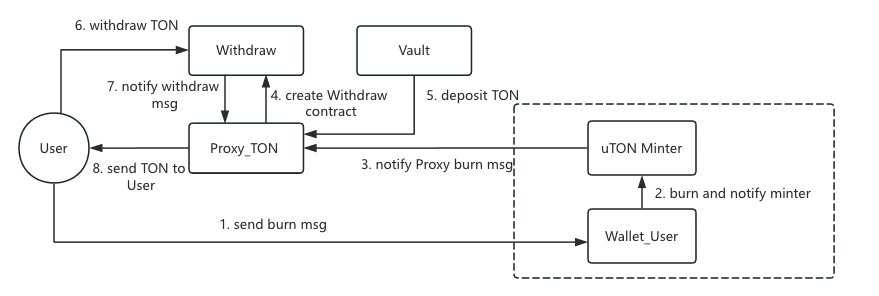 6. withdraw TON
Withdraw
Vault
7. notify withdraw
msg
4. create Withdraw
contract
5. deposit TON
User
Proxy_TON
uTON Minter
8. send TON to
User
3. notify Proxy burn msg
2. burn and notify minter
1. send burn msg
Wallet_User